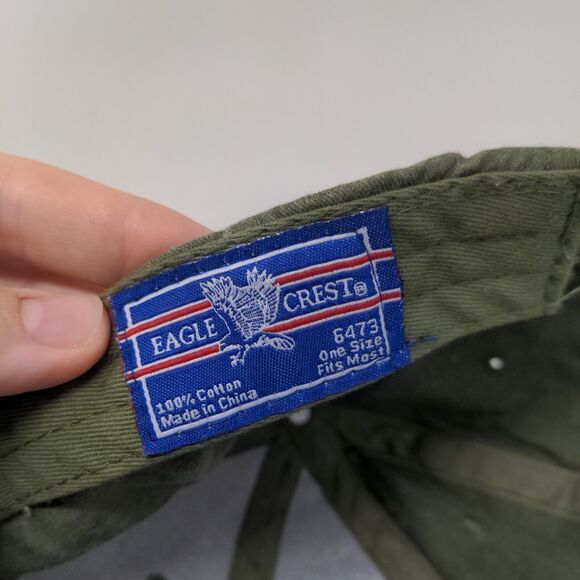 EAGLE CREST®
6473
One Size
Fits Most
100% Cotton
Made in China